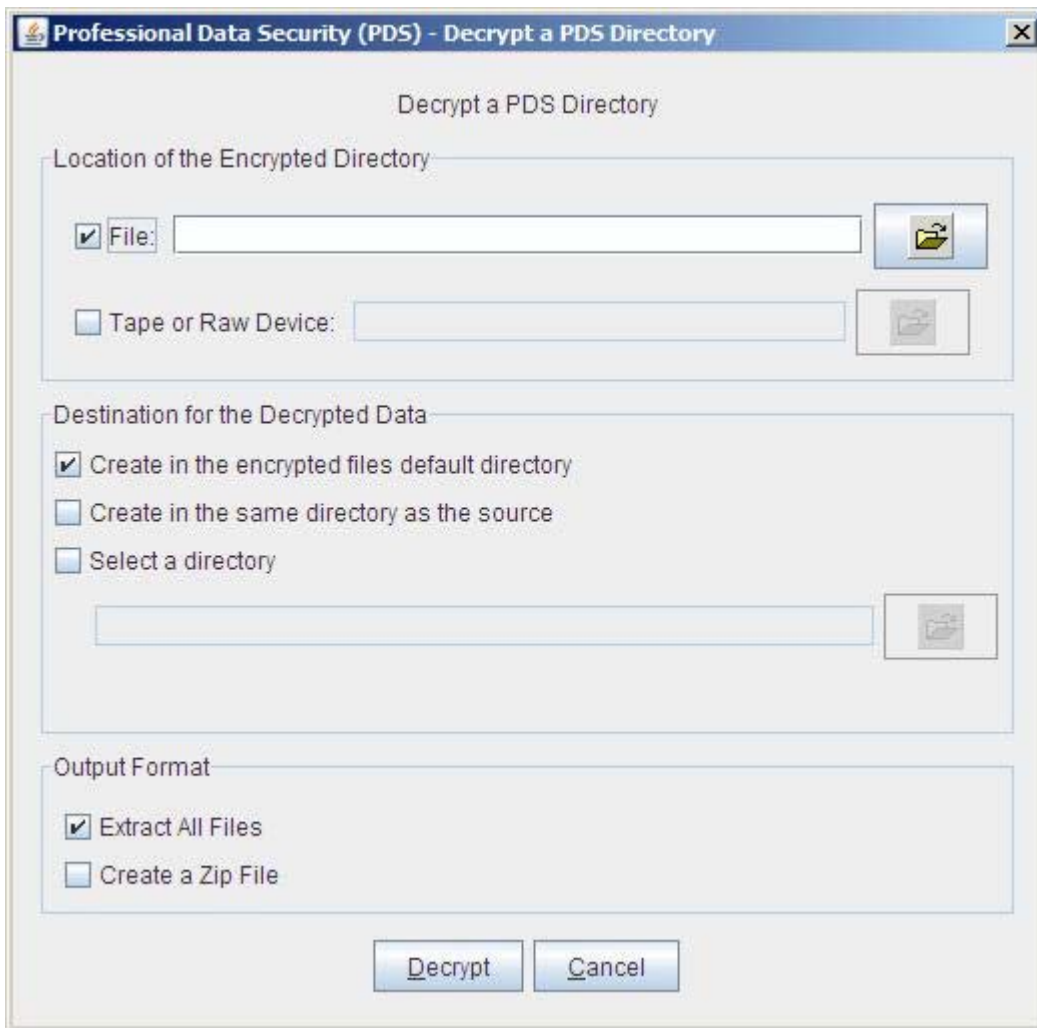 Professional Data Security (PDS) - Decrypt a PDS Directory
Decrypt a PDS Directory
Location of the Encrypted Directory
File:
Tape or Raw Device:
Destination for the Decrypted Data
Create in the encrypted files default directory
Create in the same directory as the source
Select a directory
Output Format
Extract All Files
Create a Zip File
Decrypt Cancel